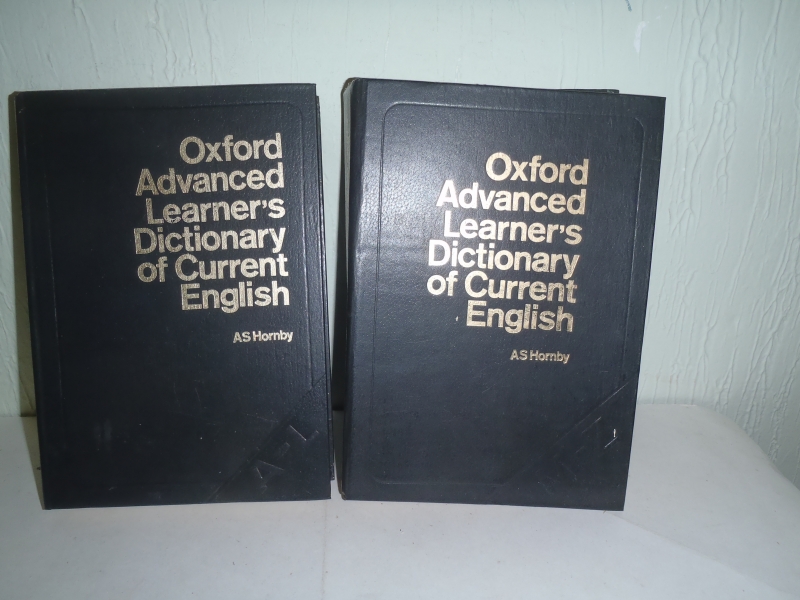 Oxford
Advanced
Learner's
Dictionary
of Current
English
AS Hornby
A-L
Oxford
Advanced
Learner's
Dictionary
of Current
English
AS Hornby